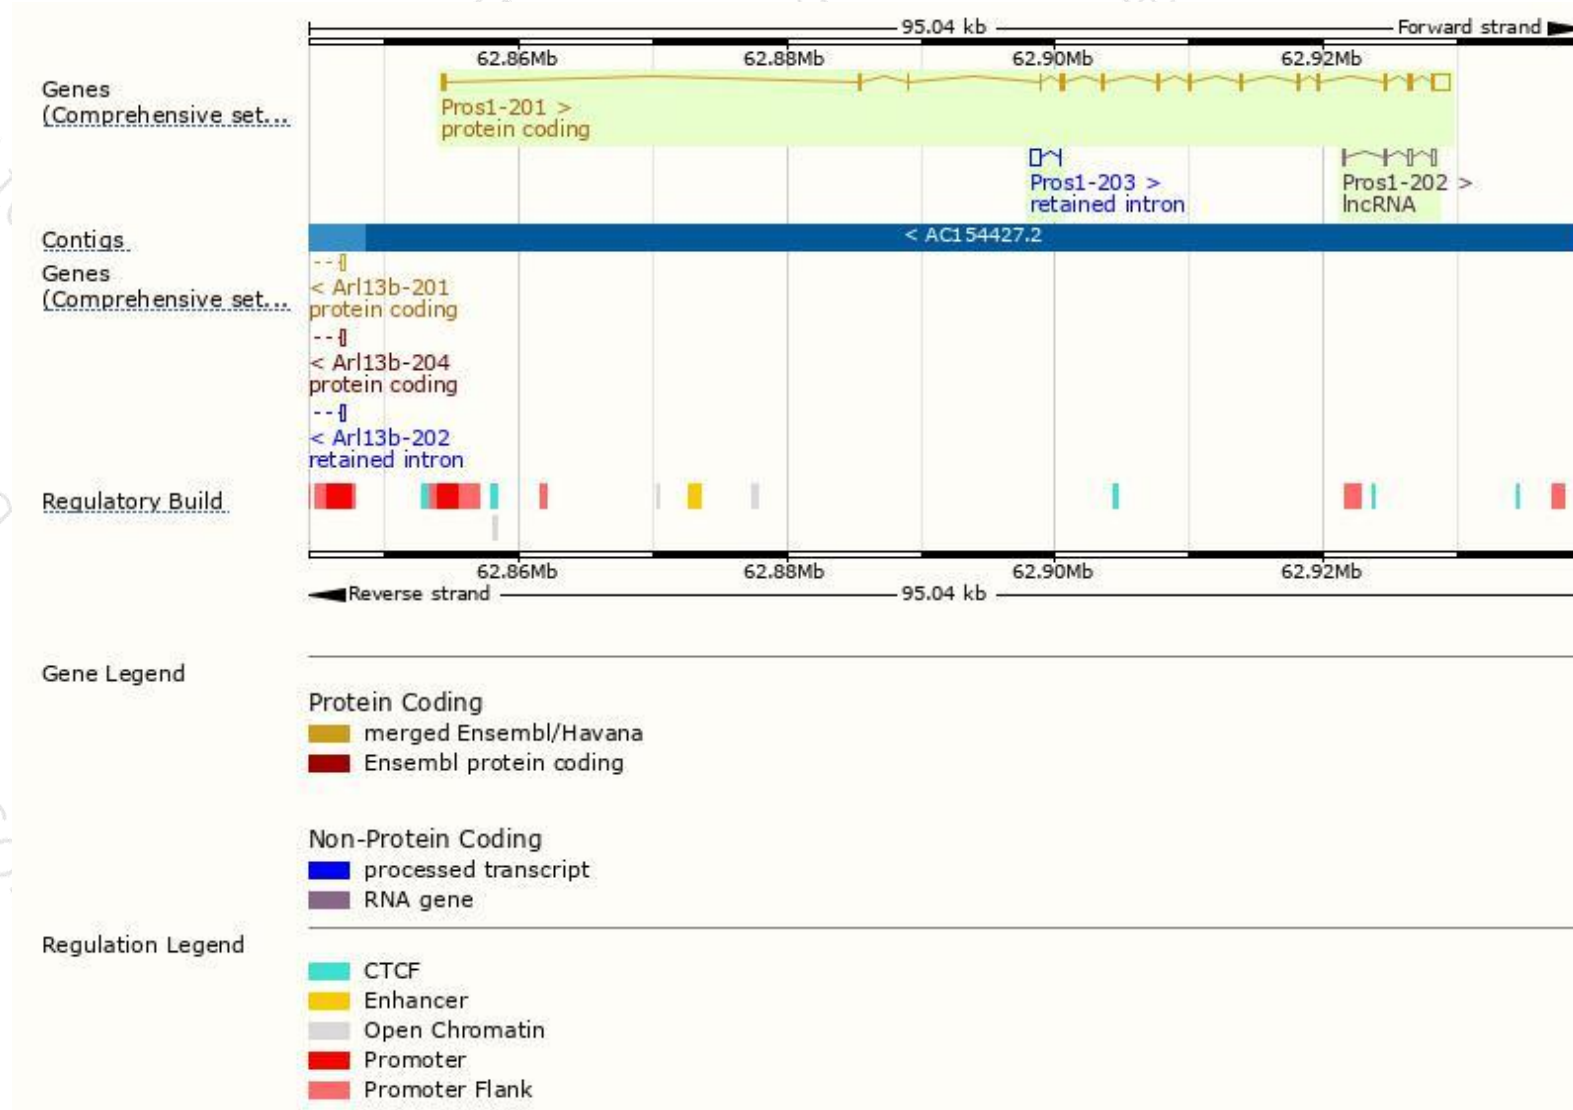 95.04 kb
Forward strand
62.86Mb 62.88Mb 62.90Mb 62.92Mb
Genes
(Comprehensive set...
Pros1-201 >
protein coding
Pros1-203 >
retained intron
Pros1-202 >
lncRNA
Contigs
< AC154427.2
Genes
(Comprehensive set...
< Arl13b-201
protein coding
< Arl13b-204
protein coding
< Arl13b-202
retained intron
Regulatory Build
62.86Mb 62.88Mb 62.90Mb 62.92Mb
Reverse strand
95.04 kb
Gene Legend
Protein Coding
merged Ensembl/Havana
Ensembl protein coding
Non-Protein Coding
processed transcript
RNA gene
Regulation Legend
CTCF
Enhancer
Open Chromatin
Promoter
Promoter Flank